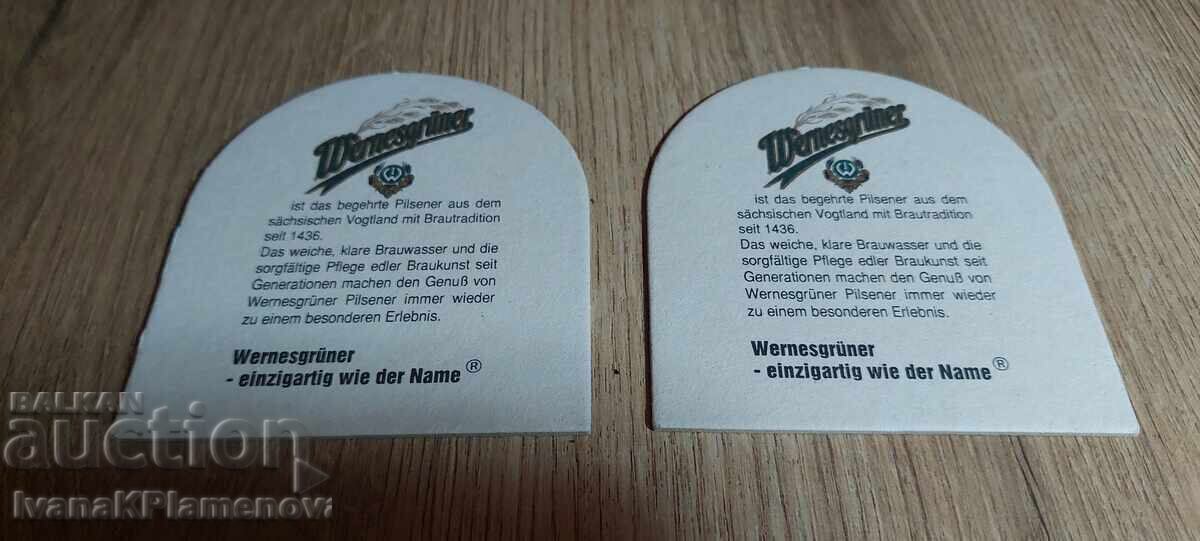 Wernesgrüner
ist das begehrte Pilsener aus dem
sächsischen Vogtland mit Brautradition
seit 1436.
Das weiche, klare Brauwasser und die
sorgfältige Pflege edler Braukunst seit
Generationen machen den Genuß von
Wernesgrüner Pilsener immer wieder
zu einem besonderen Erlebnis.
Wernesgrüner
- einzigartig wie der Name ®
Wernesgrüner
ist das begehrte Pilsener aus dem
sächsischen Vogtland mit Brautradition
seit 1436.
Das weiche, klare Brauwasser und die
sorgfältige Pflege edler Braukunst seit
Generationen machen den Genuß von
Wernesgrüner Pilsener immer wieder
zu einem besonderen Erlebnis.
Wernesgrüner
- einzigartig wie der Name ®
BALKAN
auction
IvanaKPlamenova